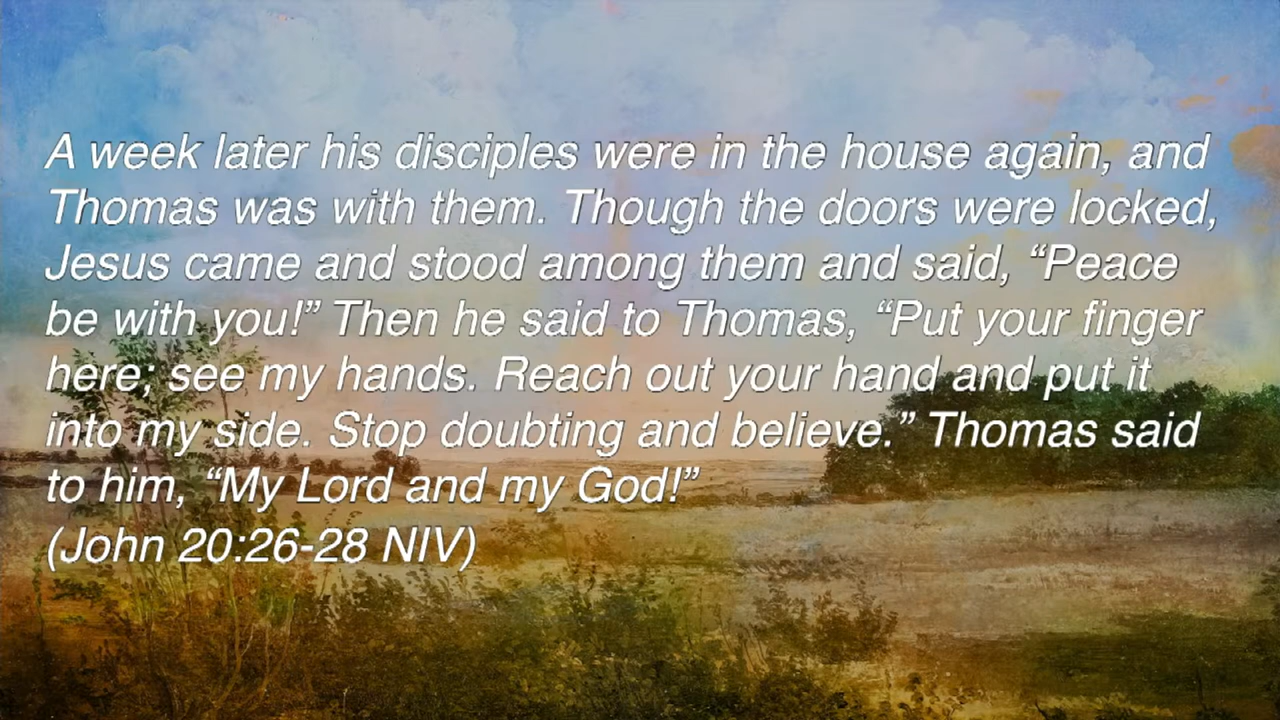 A week later his disciples were in the house again, and
Thomas was with them. Though the doors were locked,
Jesus came and stood among them and said, “Peace
be with you!” Then he said to Thomas, “Put your finger
here; see my hands. Reach out your hand and put it
into my side. Stop doubting and believe.” Thomas said
to him, “My Lord and my God!”
(John 20:26-28 NIV)